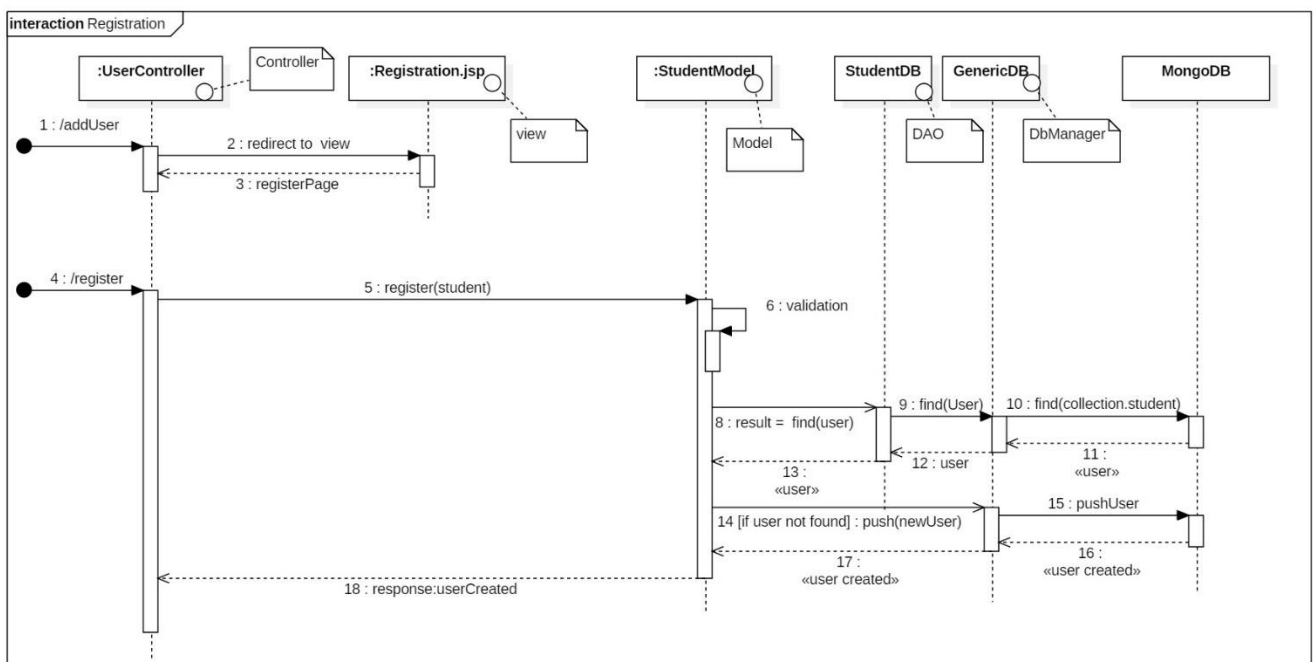 interaction Registration
:UserController
Controller
:Registration.jsp
view
:StudentModel
Model
StudentDB
DAO
GenericDB
DbManager
MongoDB
1 : /addUser
2 : redirect to view
3 : registerPage
4 : /register
5 : register(student)
6 : validation
8 : result = find(user)
9 : find(User)
10 : find(collection.student)
11 :
«user»
12 : user
13 :
«user»
14 [if user not found] : push(newUser)
15 : pushUser
16 :
«user created»
17 :
«user created»
18 : response:userCreated